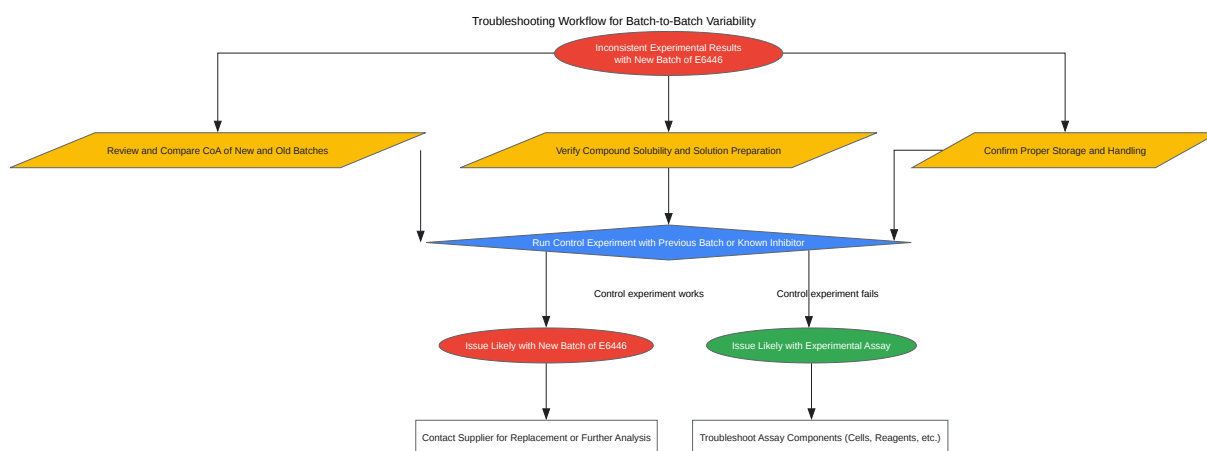 Troubleshooting Workflow for Batch-to-Batch Variability
Inconsistent Experimental Results
with New Batch of E6446
Review and Compare CoA of New and Old Batches
Verify Compound Solubility and Solution Preparation
Confirm Proper Storage and Handling
Run Control Experiment with Previous Batch or Known Inhibitor
Control experiment works
Control experiment fails
Issue Likely with New Batch of E6446
Issue Likely with Experimental Assay
Contact Supplier for Replacement or Further Analysis
Troubleshoot Assay Components (Cells, Reagents, etc.)